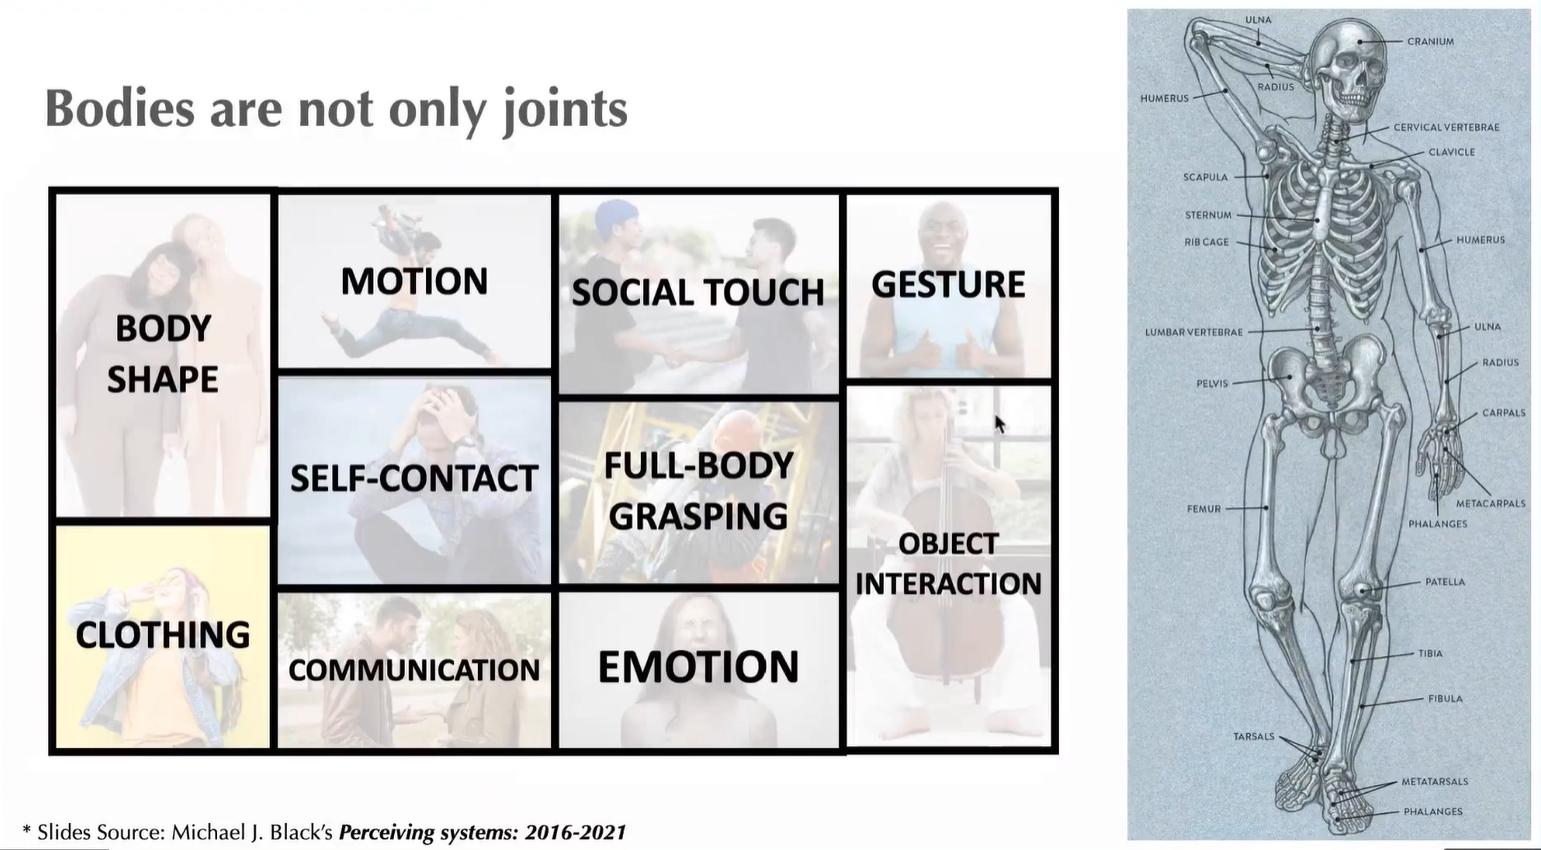 Bodies are not only joints
BODY
SHAPE
MOTION
SOCIAL TOUCH
GESTURE
SELF-CONTACT
FULL-BODY
GRASPING
OBJECT
INTERACTION
CLOTHING
COMMUNICATION
EMOTION
* Slides Source: Michael J. Black's Perceiving systems: 2016-2021
ULNA
CRANIUM
RADIUS
HUMERUS
CERVICAL VERTEBRAE
CLAVICLE
SCAPULA
STERNUM
RIB CAGE
HUMERUS
LUMBAR VERTEBRAE
ULNA
RADIUS
PELVIS
CARPALS
METACARPALS
FEMUR
PHALANGES
PATELLA
TIBIA
FIBULA
TARSALS
METATARSALS
PHALANGES